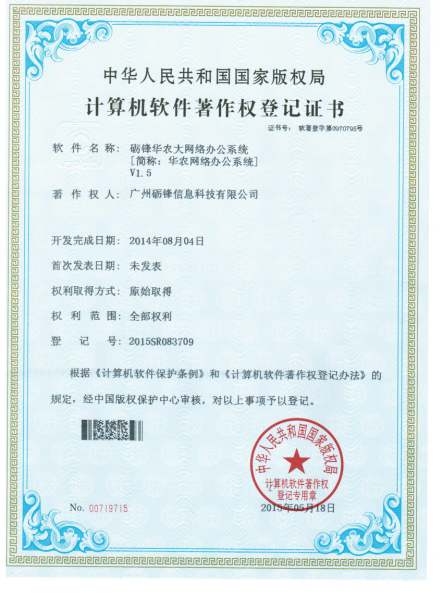 中华人民共和国国家版权局
计算机软件著作权登记证书
证书号： 软著登字第0970795号
软件名称： 砺锋华农大网络办公系统
[简称：华农网络办公系统]
V1.5
著作权人： 广州砺锋信息科技有限公司
开发完成日期： 2014年08月04日
首次发表日期： 未发表
权利取得方式： 原始取得
权利范围： 全部权利
登记号： 2015SR083709
根据《计算机软件保护条例》和《计算机软件著作权登记办法》的
规定，经中国版权保护中心审核，对以上事项予以登记。
中华人民共和国国家版权局
计算机软件著作权
登记专用章
No. 00719715
2015年05月18日